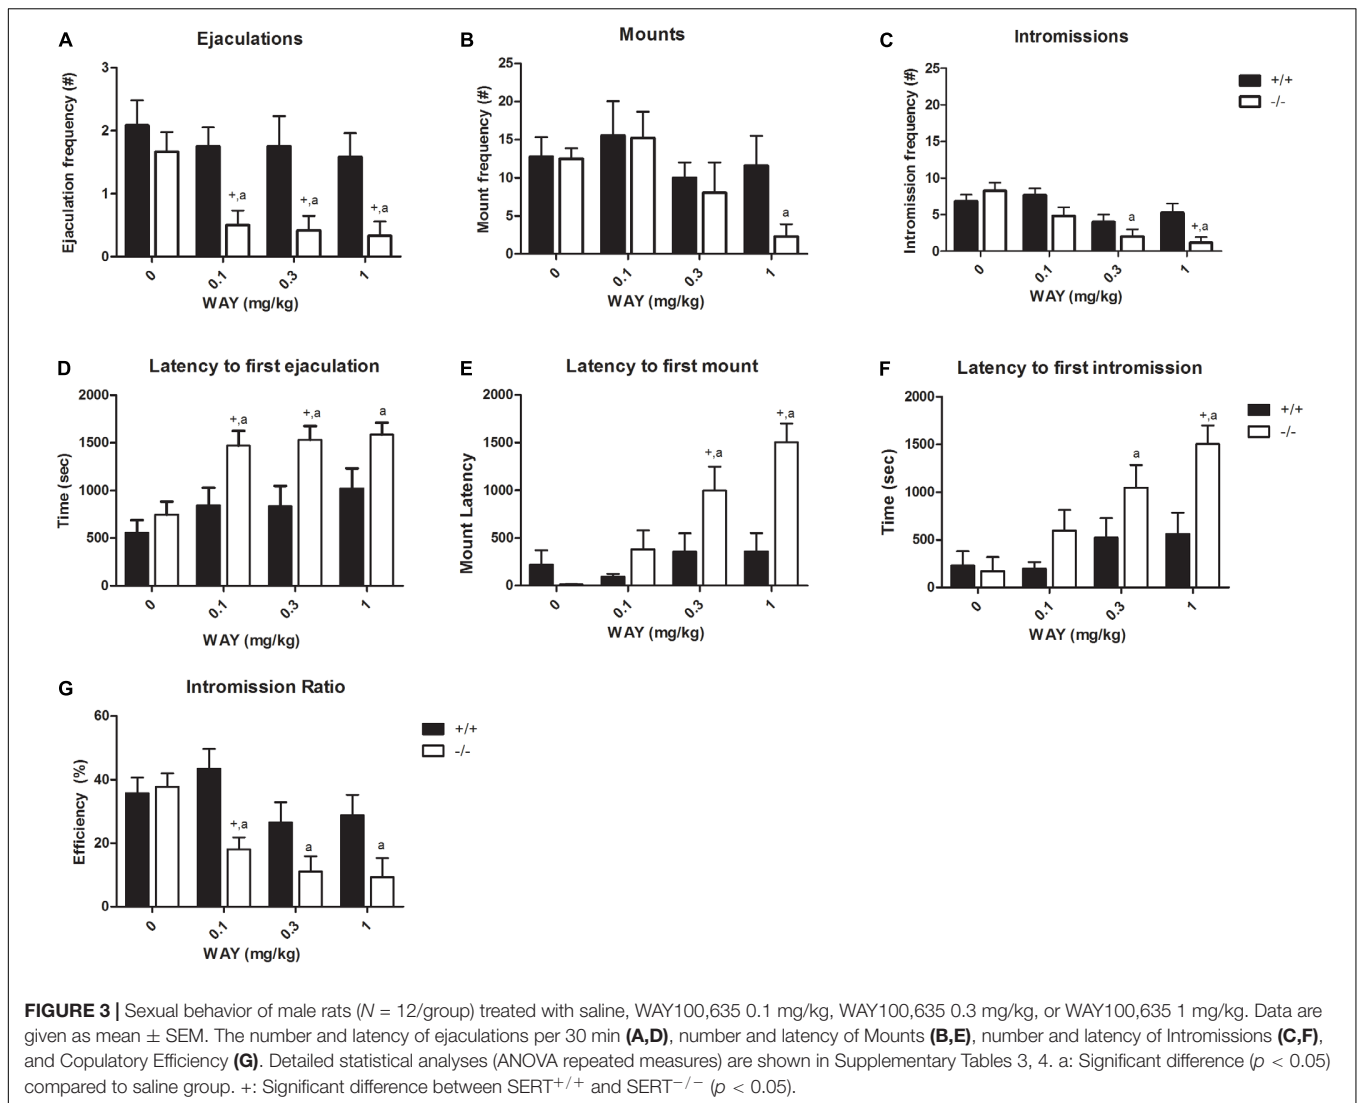 A Ejaculations
Ejaculation frequency (#)
3
2
1
0
+,a
+,a
+,a
0 0.1 0.3 1
WAY (mg/kg)
B Mounts
Mount frequency (#)
25
20
15
10
5
0
a
0 0.1 0.3 1
WAY (mg/kg)
C Intromissions
Intromission frequency (#)
25
20
15
10
5
0
a
+,a
0 0.1 0.3 1
WAY (mg/kg)
+/+
-/-
D Latency to first ejaculation
Time (sec)
2000
1500
1000
500
0
+,a
+,a
a
0 0.1 0.3 1
WAY (mg/kg)
E Latency to first mount
Mount Latency
2000
1500
1000
500
0
+,a
+,a
0 0.1 0.3 1
WAY (mg/kg)
F Latency to first intromission
Time (sec)
2000
1500
1000
500
0
a
+,a
0 0.1 0.3 1
WAY (mg/kg)
+/+
-/-
G Intromission Ratio
Efficiency (%)
60
40
20
0
+,a
a
a
0 0.1 0.3 1
WAY (mg/kg)
+/+
-/-
FIGURE 3 | Sexual behavior of male rats (N = 12/group) treated with saline, WAY100,635 0.1 mg/kg, WAY100,635 0.3 mg/kg, or WAY100,635 1 mg/kg. Data are
given as mean ± SEM. The number and latency of ejaculations per 30 min (A,D), number and latency of Mounts (B,E), number and latency of Intromissions (C,F),
and Copulatory Efficiency (G). Detailed statistical analyses (ANOVA repeated measures) are shown in Supplementary Tables 3, 4. a: Significant difference (p < 0.05)
compared to saline group. +: Significant difference between SERT+/+ and SERT−/− (p < 0.05).